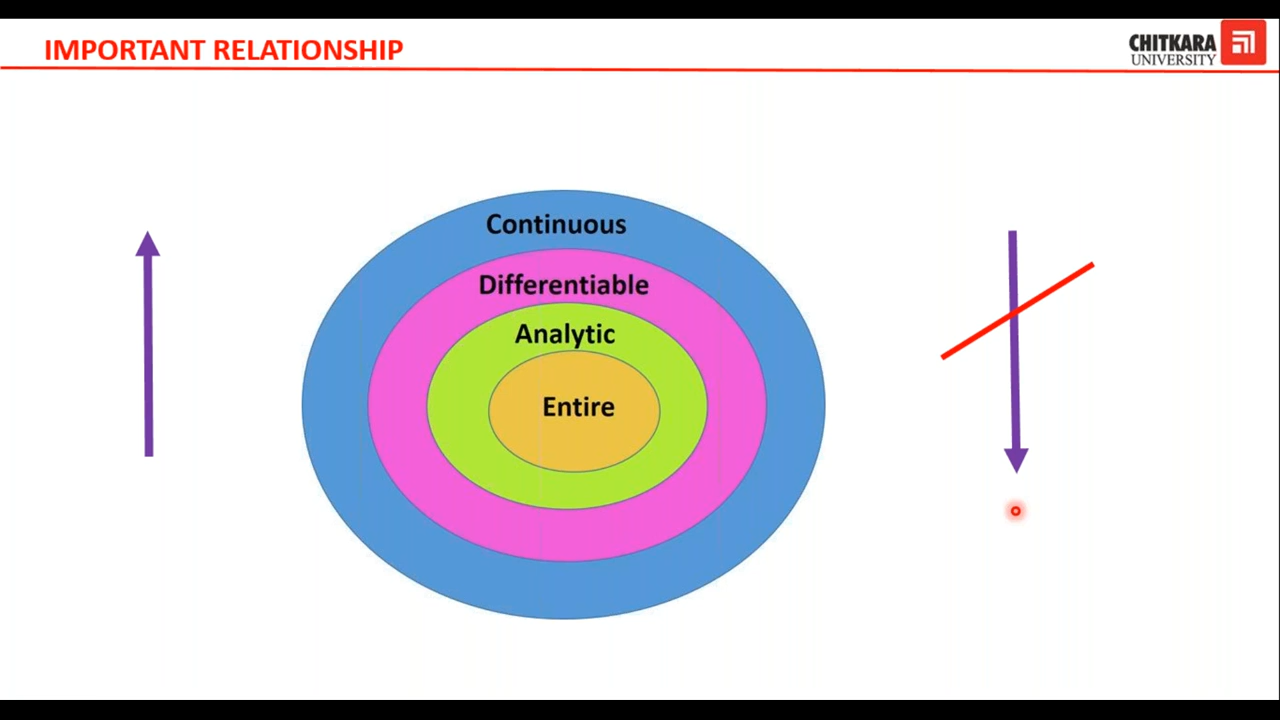 IMPORTANT RELATIONSHIP
CHITKARA
UNIVERSITY
Continuous
Differentiable
Analytic
Entire